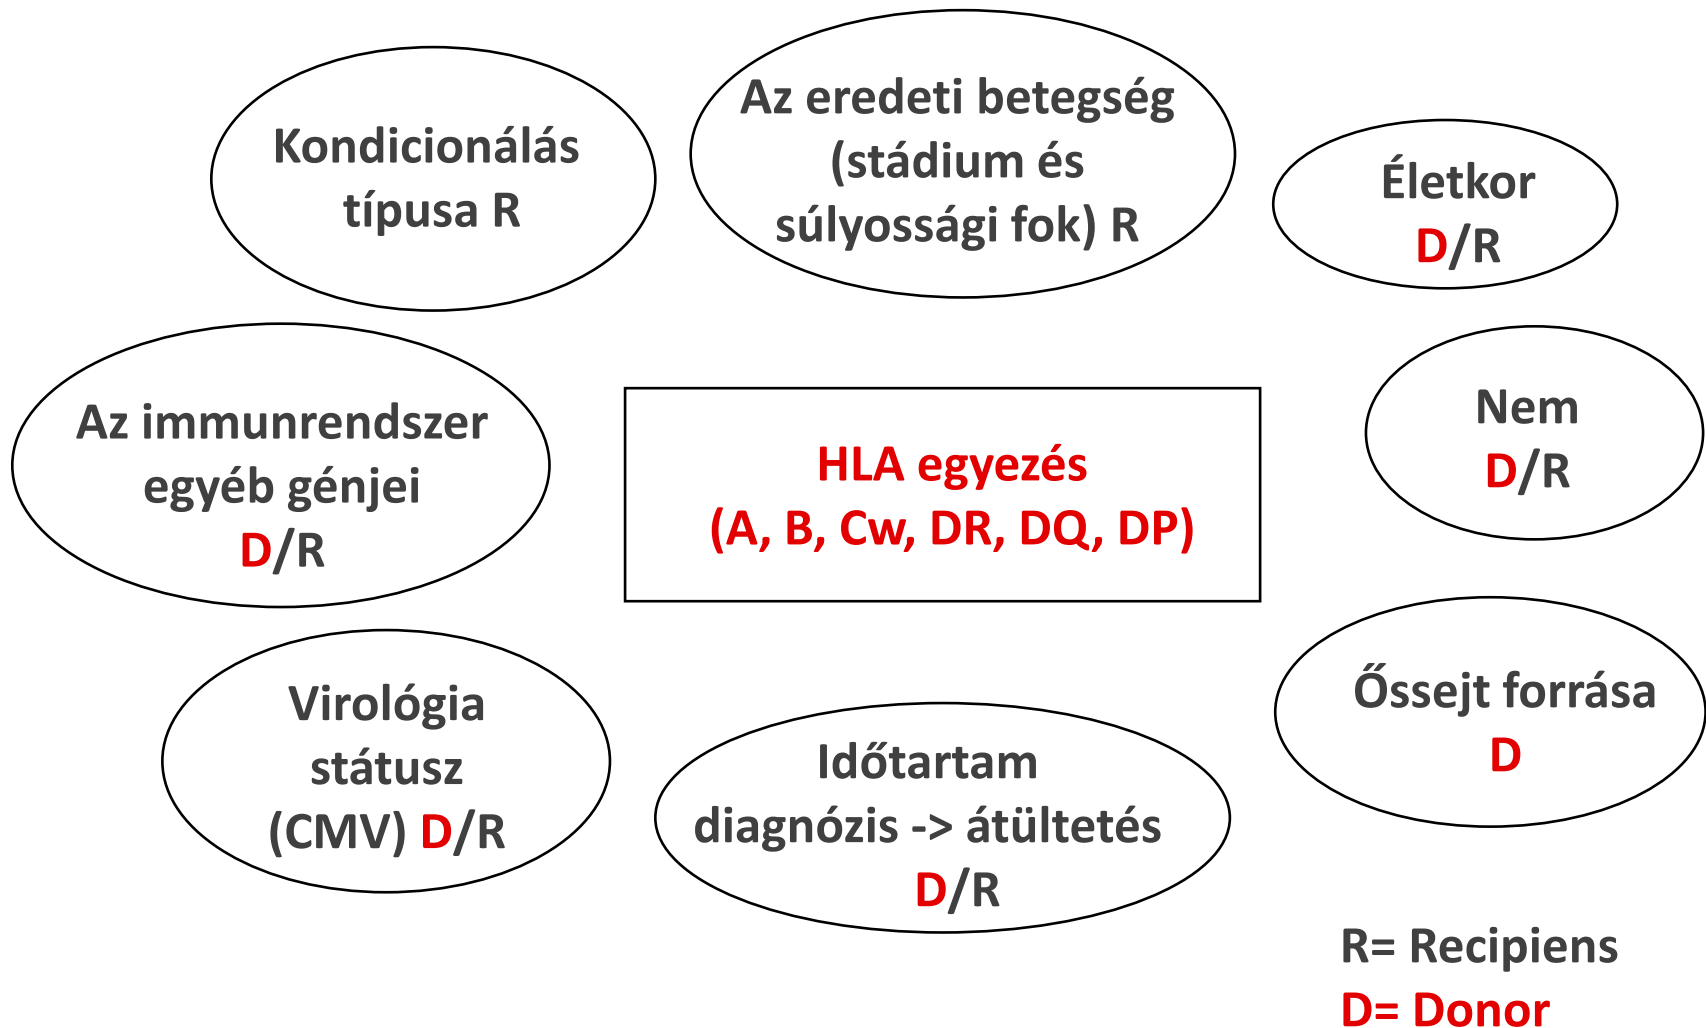 Kondicionálás
típusa R
Az eredeti betegség
(stádium és
súlyossági fok) R
Életkor
D/R
Az immunrendszer
egyéb génjei
D/R
HLA egyezés
(A, B, Cw, DR, DQ, DP)
Nem
D/R
Virológia
státusz
(CMV) D/R
Időtartam
diagnózis -> átültetés
D/R
Őssejt forrása
D
R= Recipiens
D= Donor